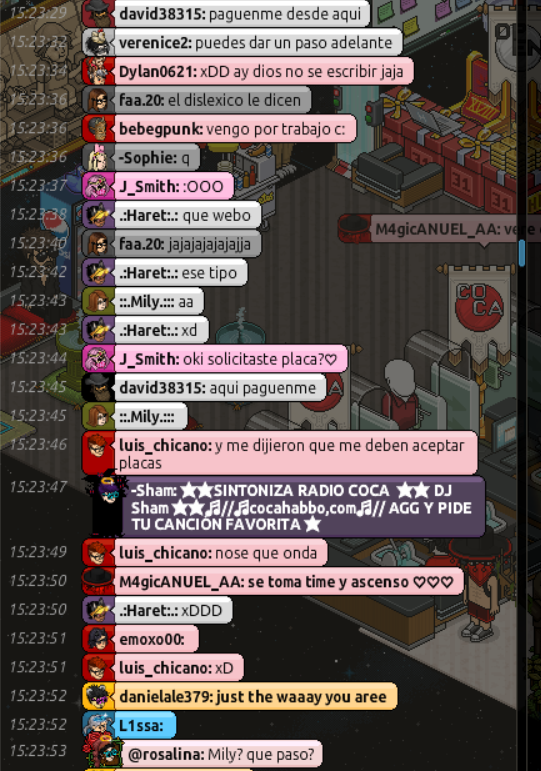 15:23:29 david38315: paguenme desde aqui
15:23:32 verenice2: puedes dar un paso adelante
15:23:34 Dylan0621: xDD ay dios no se escribir jaja
15:23:36 faa.20: el dislexico le dicen
15:23:36 bebegpunk: vengo por trabajo c:
15:23:36 -Sophie: q
15:23:37 J_Smith: :OOO
15:23:38 .:Haret:.: que webo
M4gicANUEL_AA:
15:23:40 faa.20: jajajajajajajja
15:23:42 .:Haret:.: ese tipo
15:23:43 ::.Mily.::: aa
15:23:43 .:Haret:.: xd
15:23:44 J_Smith: oki solicitaste placa?♡
15:23:45 david38315: aqui paguenme
15:23:45 ::.Mily.:::
15:23:46 luis_chicano: y me dijieron que me deben aceptar
placas
15:23:47 -Sham: ★★SINTONIZA RADIO COCA ★★ DJ
Sham ★★♫//♫cocahabbo,com♫// AGG Y PIDE
TU CANCIÓN FAVORITA ★
15:23:49 luis_chicano: nose que onda
15:23:50 M4gicANUEL_AA: se toma time y ascenso ♡♡♡
15:23:50 .:Haret:.: xDDD
15:23:51 emoxo00:
15:23:51 luis_chicano: xD
15:23:52 danielale379: just the waaay you aree
15:23:52 L1ssa:
15:23:53 @rosalina: Mily? que paso?
XVIII
31
31
31
COCA